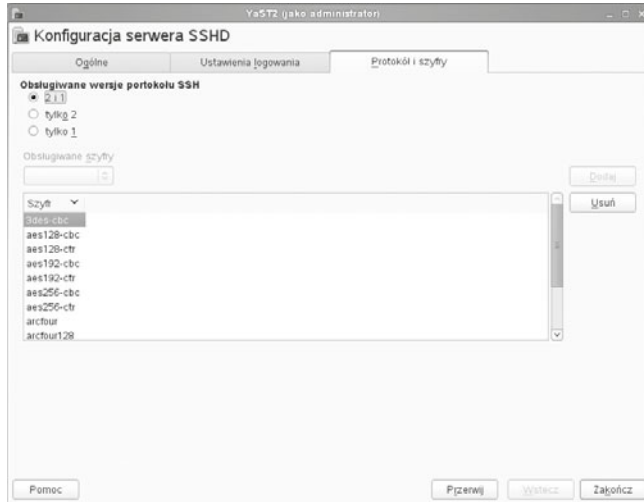 YaST2 (jako administrator)
Konfiguracja serwera SSHD
Ogólne
Ustawienia logowania
Protokół i szyfry
Obsługiwane wersje portokołu SSH
2 i 1
tylko 2
tylko 1
Obsługiwane szyfry
Dodaj
Szyfr
Usuń
3des-cbc
aes128-cbc
aes128-ctr
aes192-cbc
aes192-ctr
aes256-cbc
aes256-ctr
arcfour
arcfour128
Pomoc
Przerwij
Wstecz
Zakończ